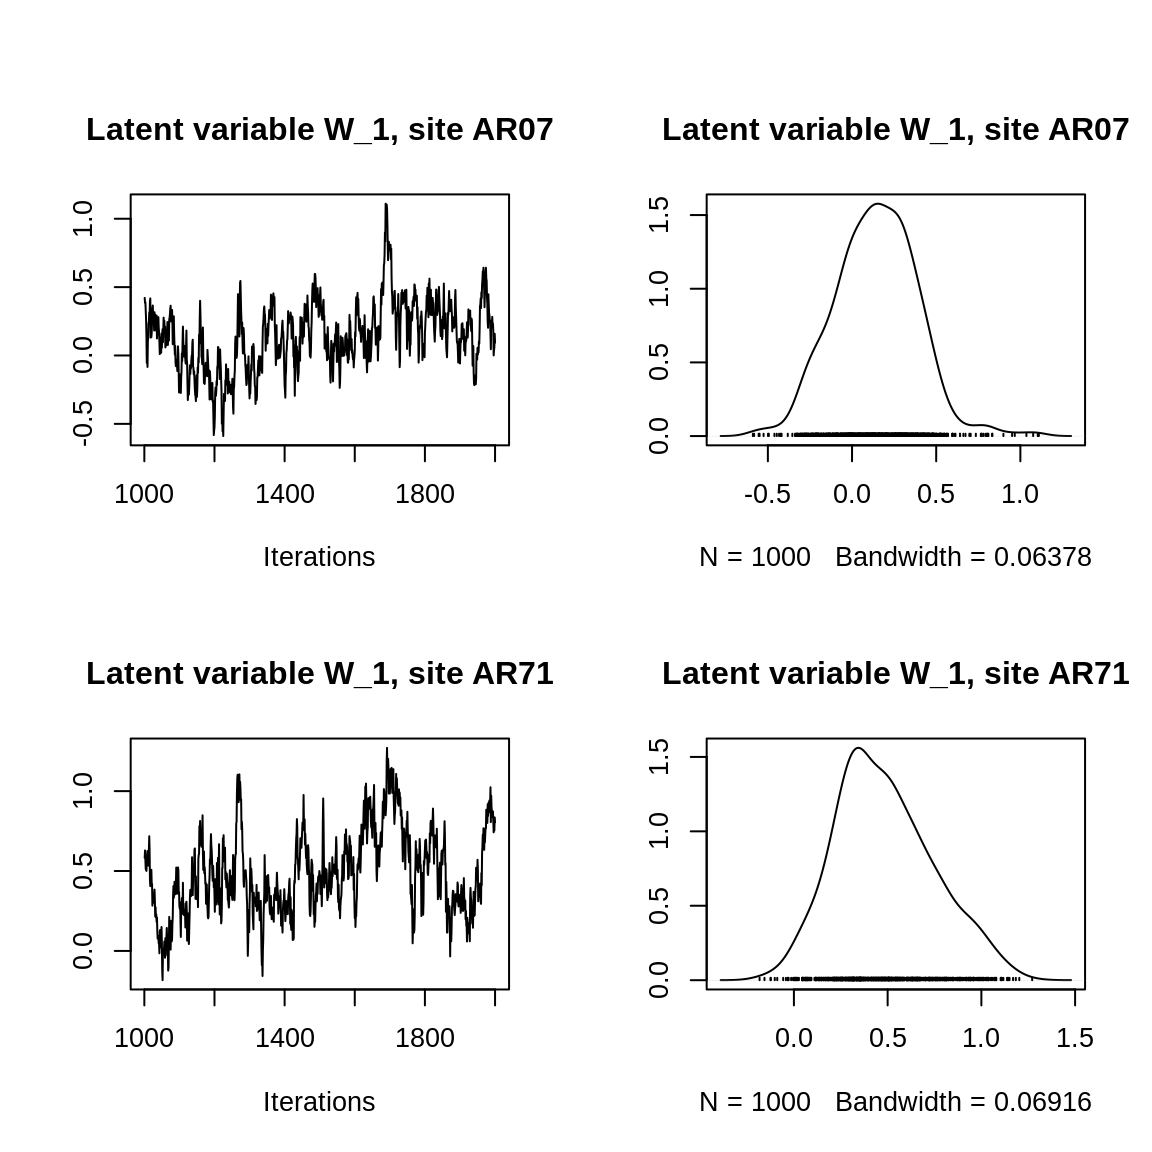 Latent variable W_1, site AR07
1.0
0.5
0.0
-0.5
1000 1400 1800
Iterations
Latent variable W_1, site AR07
1.5
1.0
0.5
0.0
-0.5 0.0 0.5 1.0
N = 1000 Bandwidth = 0.06378
Latent variable W_1, site AR71
1.0
0.5
0.0
1000 1400 1800
Iterations
Latent variable W_1, site AR71
1.5
1.0
0.5
0.0
0.0 0.5 1.0 1.5
N = 1000 Bandwidth = 0.06916